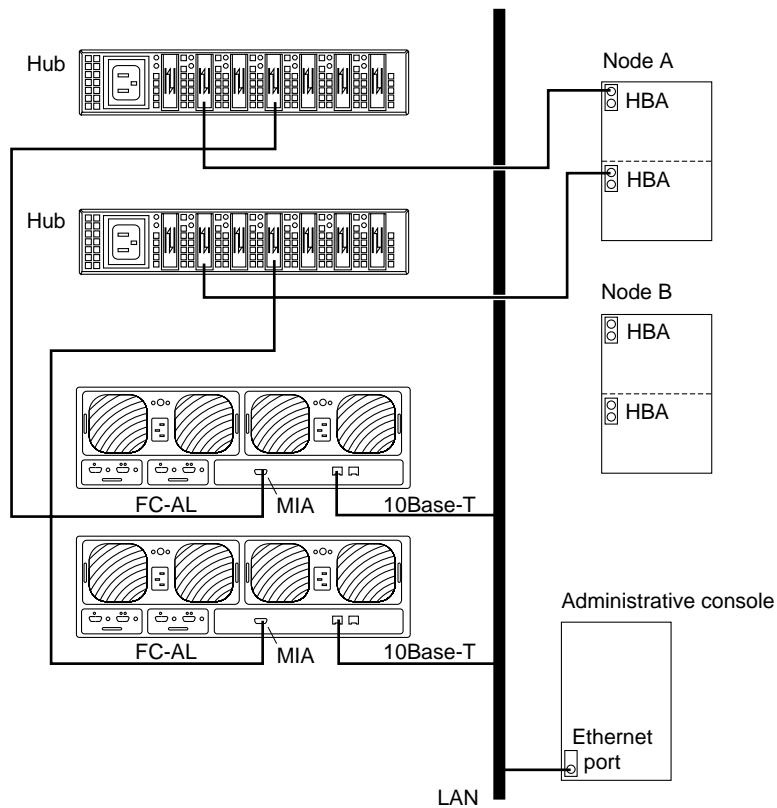 Hub
Node A
HBA
HBA
Hub
Node B
HBA
HBA
FC-AL
MIA
10Base-T
FC-AL
MIA
10Base-T
Administrative console
Ethernet
port
LAN